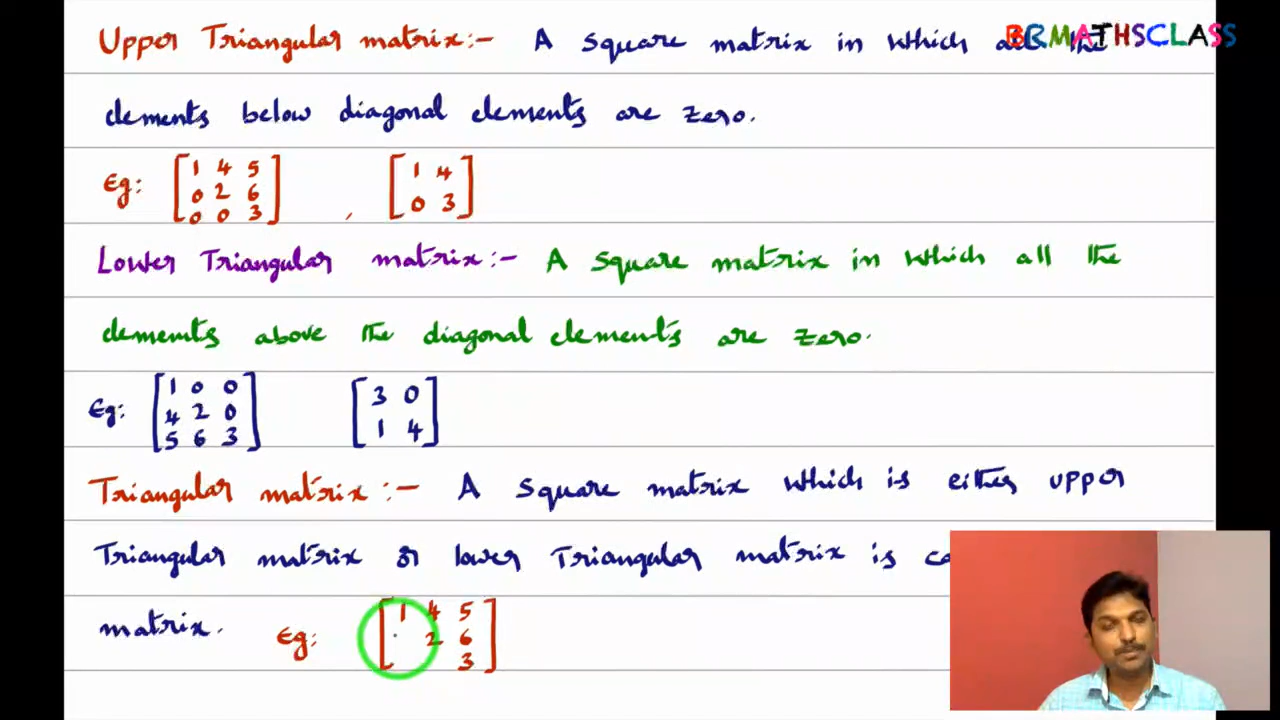 Upper Triangular matrix:- A square matrix in which all the
BRMATHSCLASS
elements below diagonal elements are zero.
Eg: [1 4 5 0 2 6 0 0 3] , [1 4 0 3]
Lower Triangular matrix:- A square matrix in which all the
elements above the diagonal elements are zero.
Eg: [1 0 0 4 2 0 5 6 3] [3 0 1 4]
Triangular matrix:- A square matrix which is either upper
Triangular matrix or lower Triangular matrix is
matrix. Eg: [1 4 5 2 6 3]